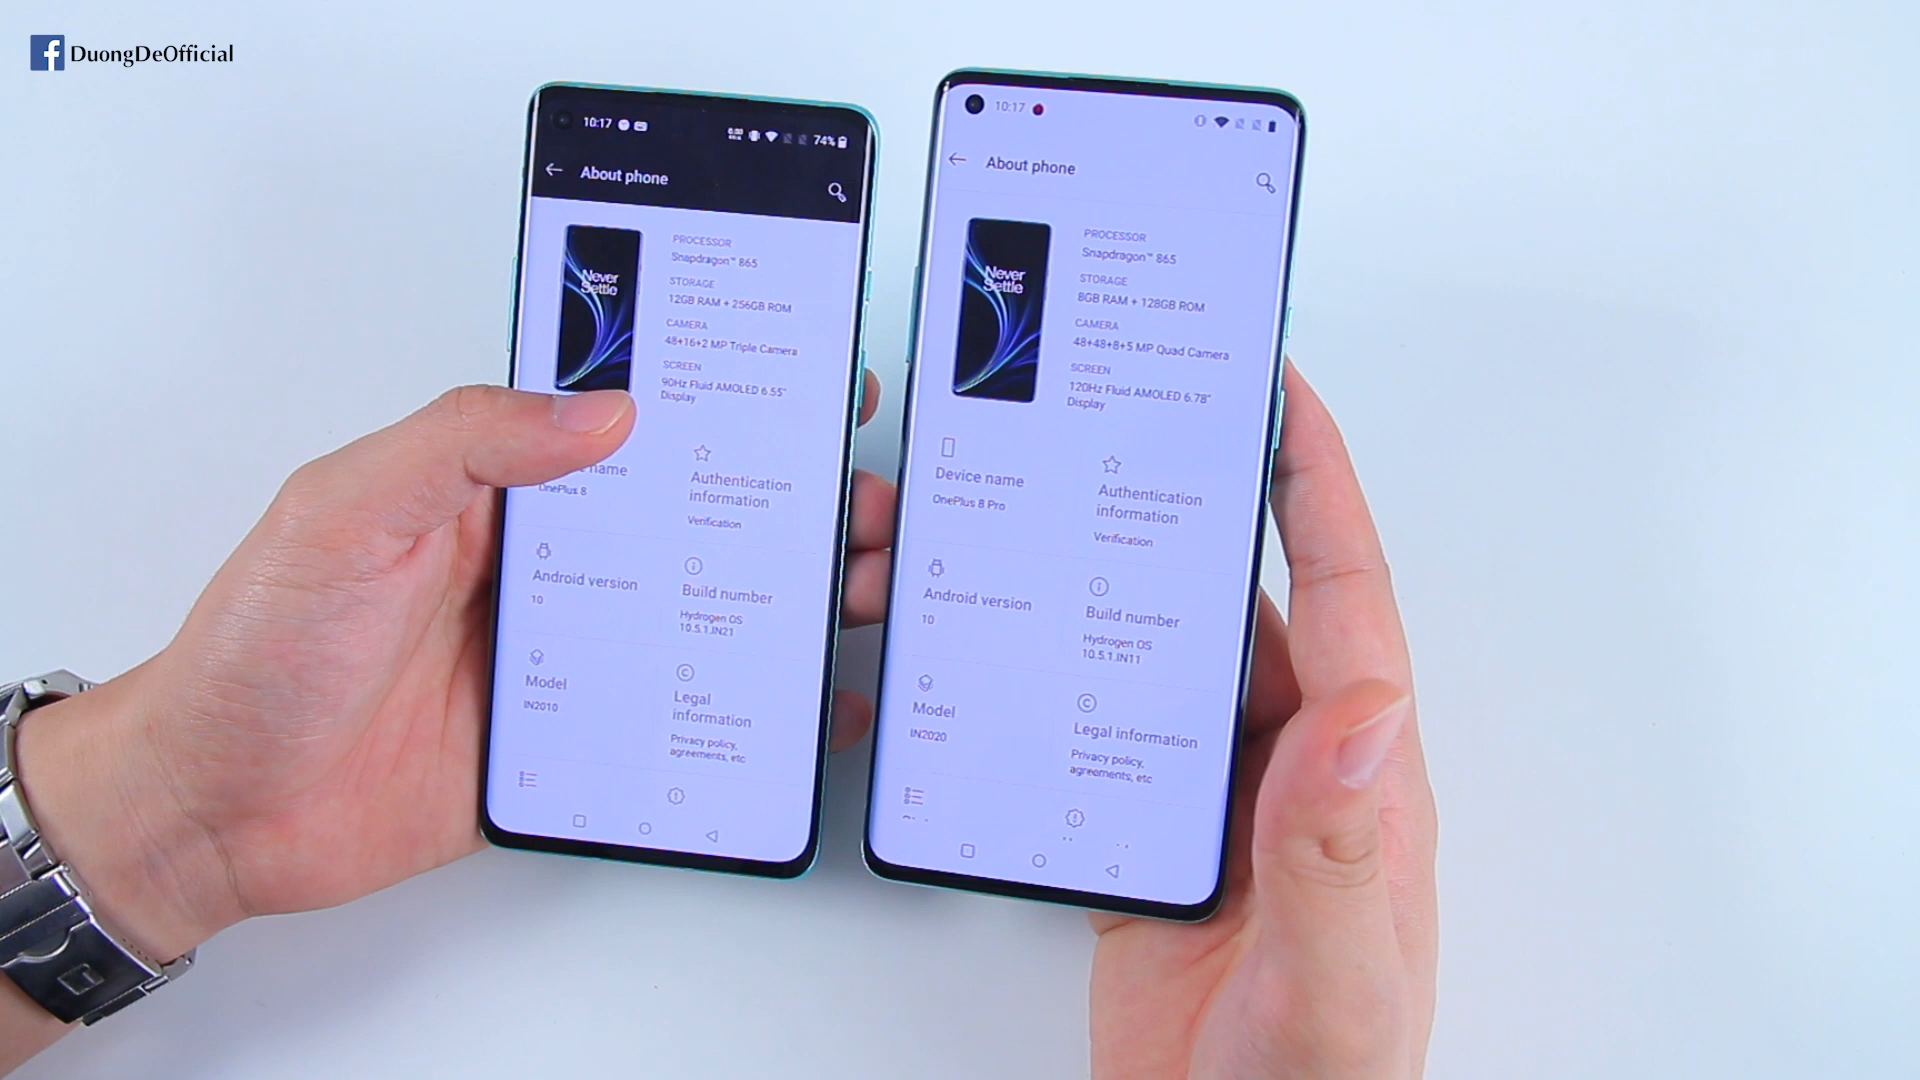 DuongDeOfficial
10:17
74%
About phone
Never
Settle
PROCESSOR
Snapdragon™ 865
STORAGE
12GB RAM + 256GB ROM
CAMERA
48+16+2 MP Triple Camera
SCREEN
90Hz Fluid AMOLED 6.55"
Display
name
OnePlus 8
Authentication
information
Verification
Android version
10
Build number
Hydrogen OS
10.5.1.IN21
Model
IN2010
Legal
information
Privacy policy,
agreements, etc
10:17
About phone
Never
Settle
PROCESSOR
Snapdragon™ 865
STORAGE
8GB RAM + 128GB ROM
CAMERA
48+48+8+5 MP Quad Camera
SCREEN
120Hz Fluid AMOLED 6.78"
Display
Device name
OnePlus 8 Pro
Authentication
information
Verification
Android version
10
Build number
Hydrogen OS
10.5.1.IN11
Model
IN2020
Legal information
Privacy policy,
agreements, etc